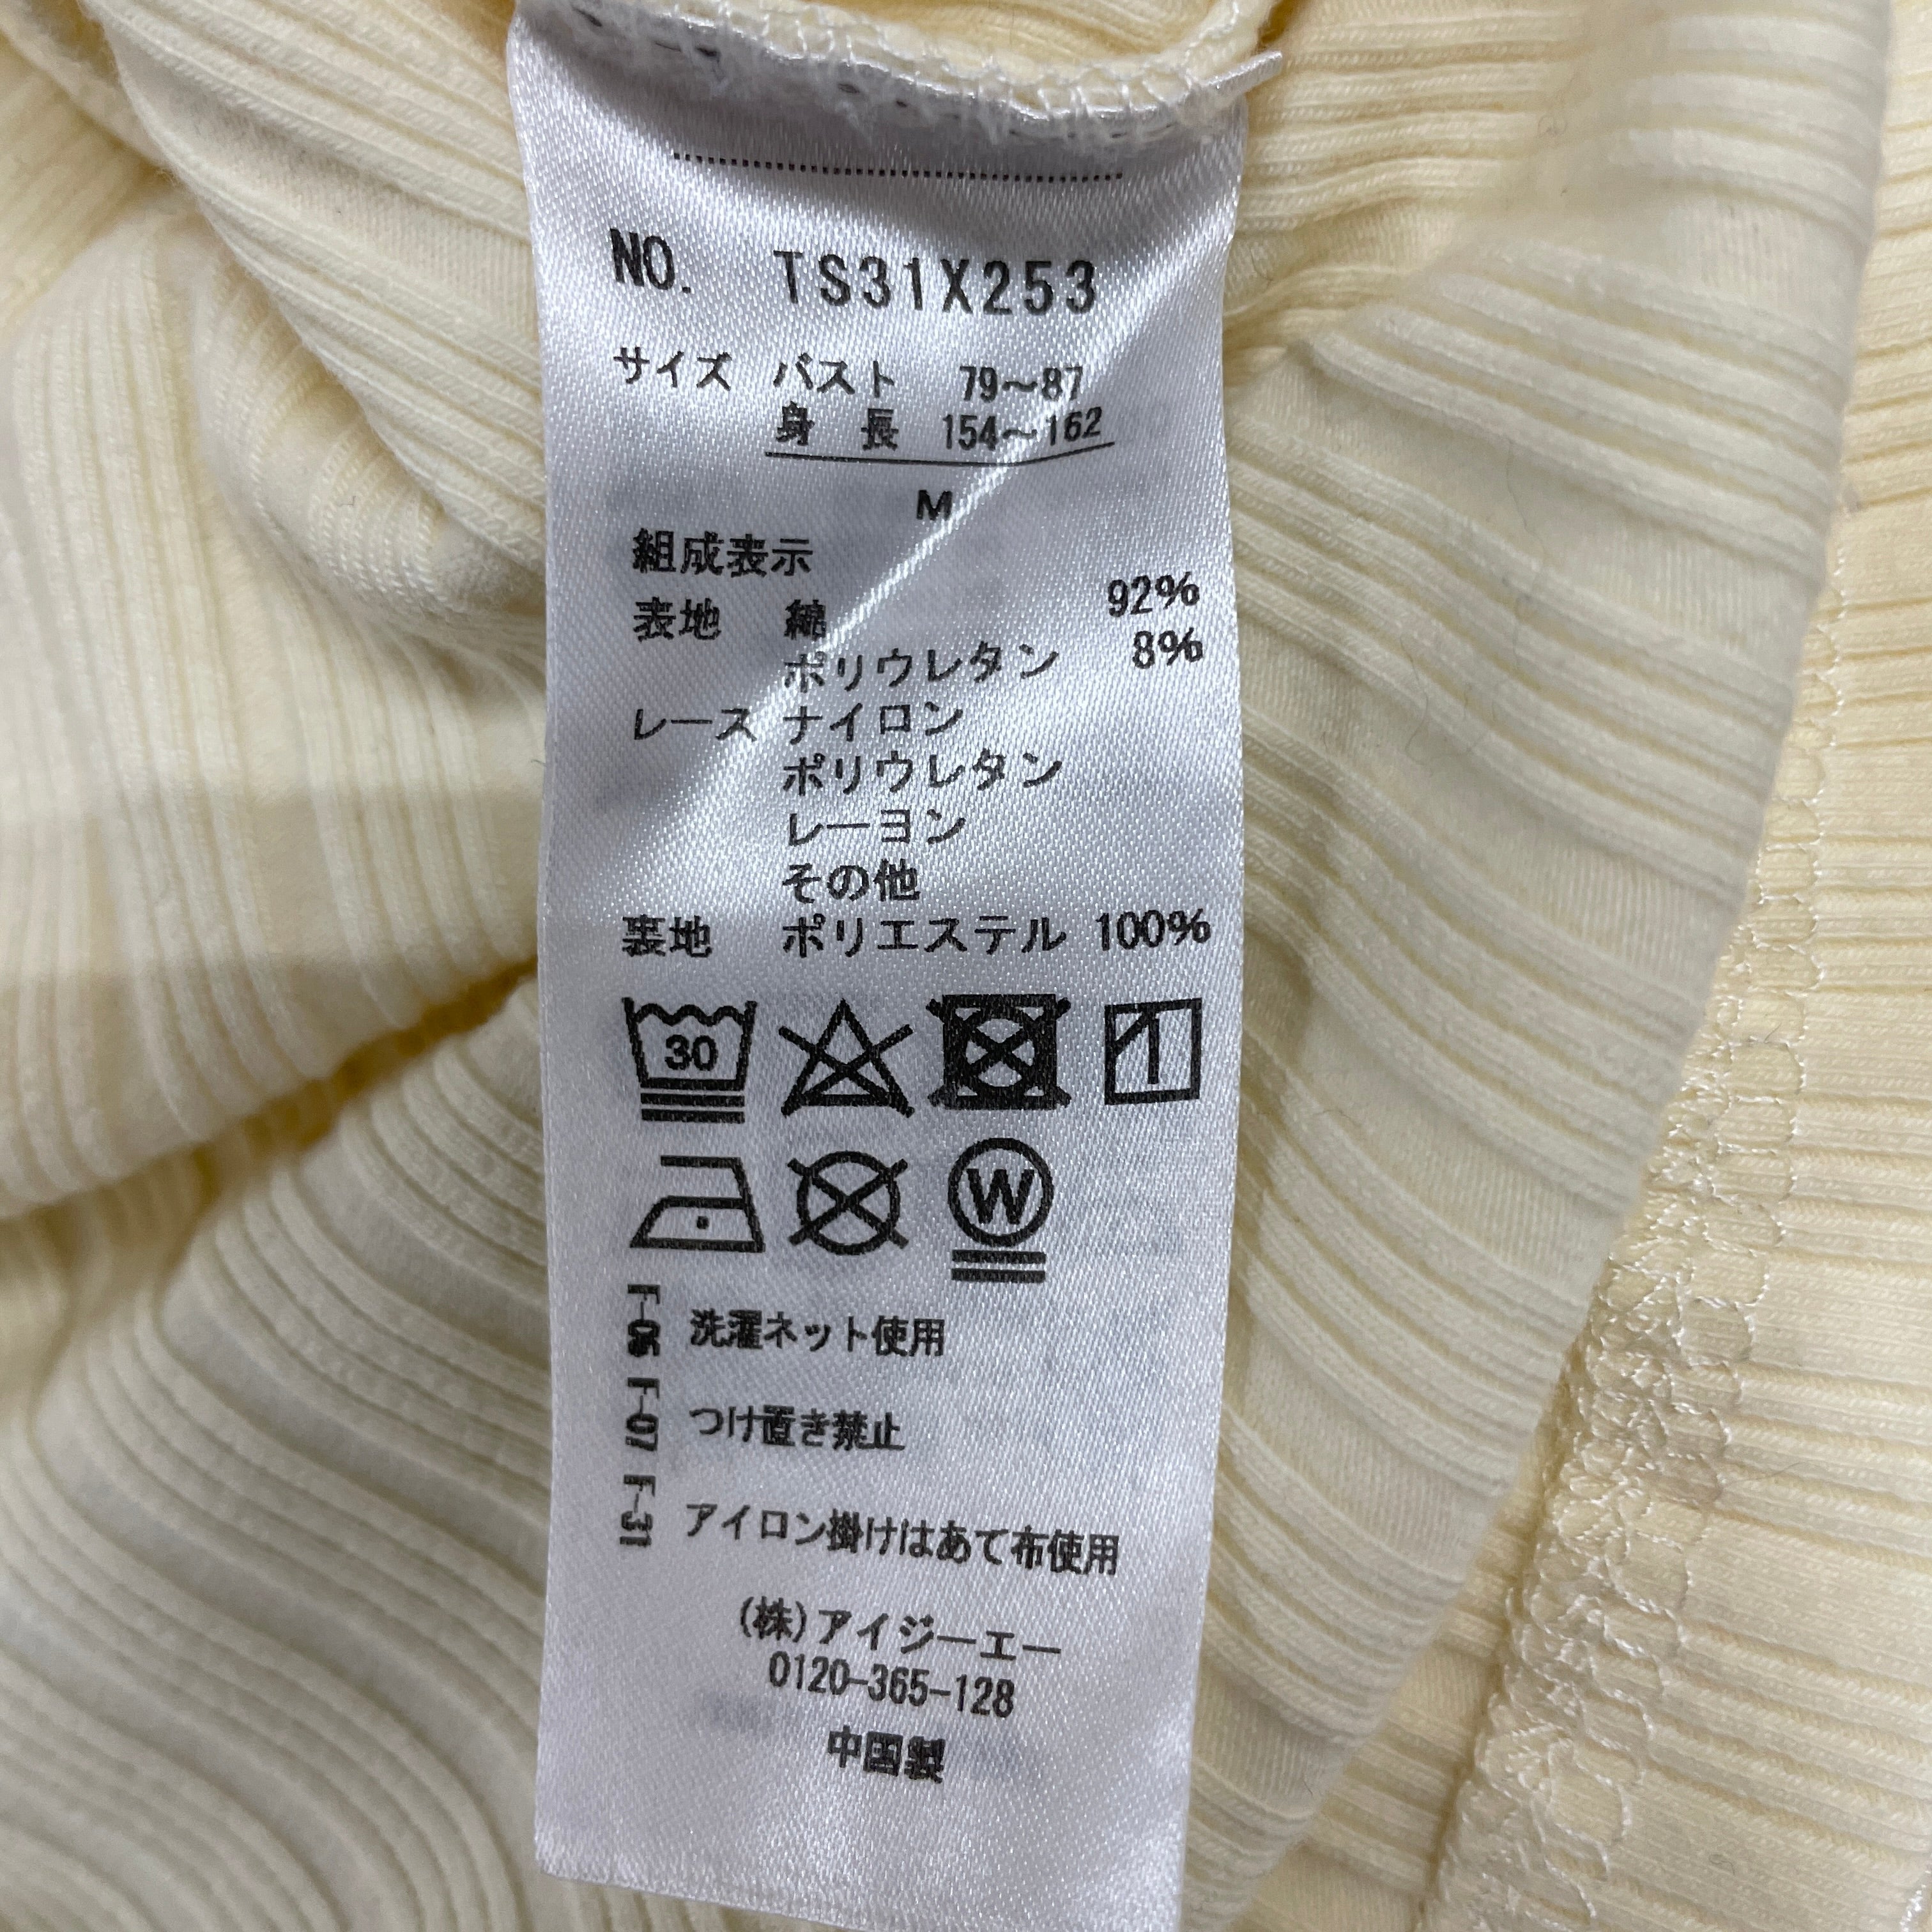 NO. TS31X253
サイズ バスト 79～87
身長 154～162
M
組成表示
表地 綿 92%
ポリウレタン 8%
レース ナイロン
ポリウレタン
レーヨン
その他
裏地 ポリエステル 100%
30
W
F-06 洗濯ネット使用
F-07 つけ置き禁止
F-31 アイロン掛けはあて布使用
(株)アイジーエー
0120-365-128
中国製